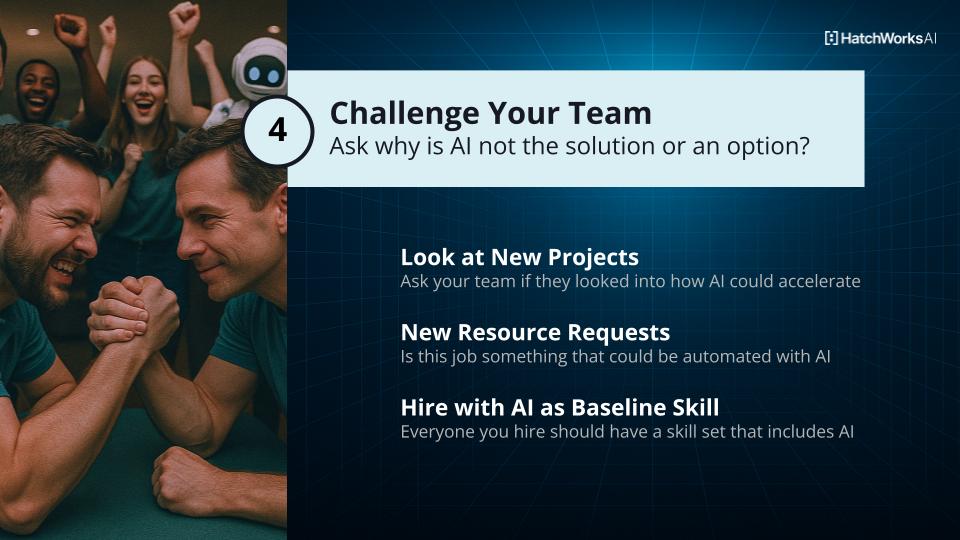 HatchWorksAI
4
Challenge Your Team
Ask why is AI not the solution or an option?
Look at New Projects
Ask your team if they looked into how AI could accelerate
New Resource Requests
Is this job something that could be automated with AI
Hire with AI as Baseline Skill
Everyone you hire should have a skill set that includes AI